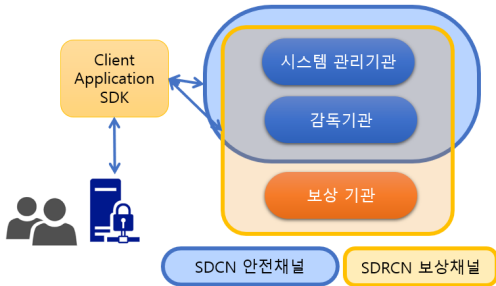 Client
Application
SDK
시스템 관리기관
감독기관
보상 기관
SDCN 안전채널
SDRCN 보상채널